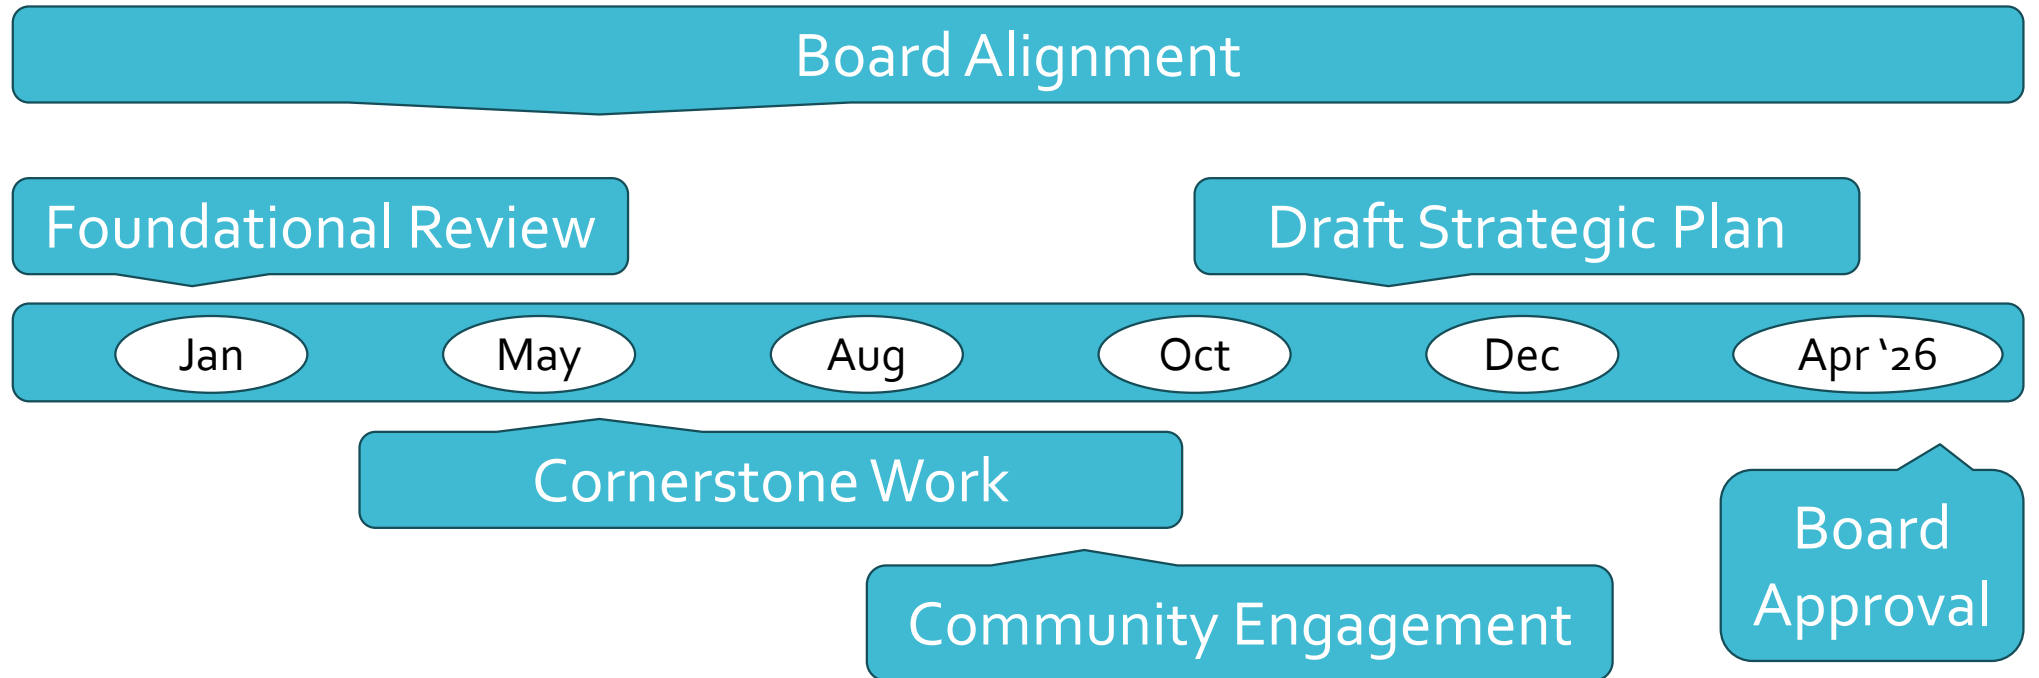 Board Alignment
Foundational Review
Draft Strategic Plan
Jan
May
Aug
Oct
Dec
Apr ‘26
Cornerstone Work
Board
Approval
Community Engagement